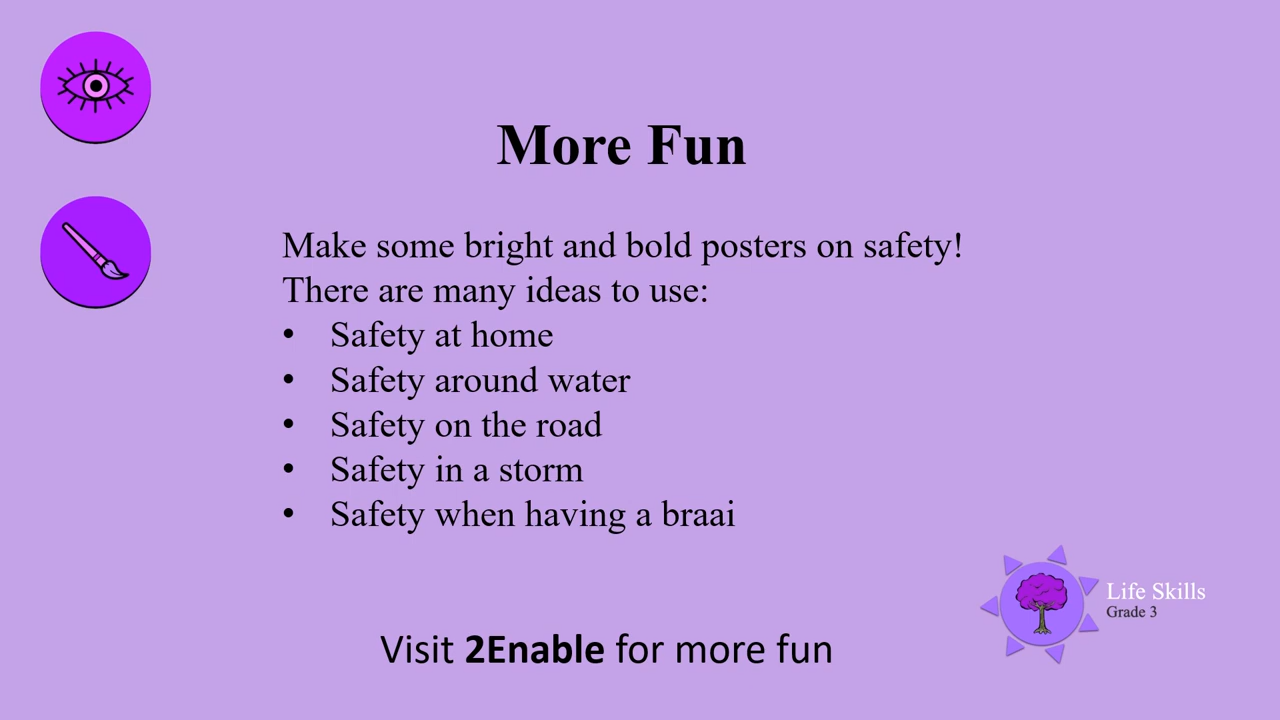 More Fun
Make some bright and bold posters on safety!
There are many ideas to use:
• Safety at home
• Safety around water
• Safety on the road
• Safety in a storm
• Safety when having a braai
Life Skills
Grade 3
Visit 2Enable for more fun